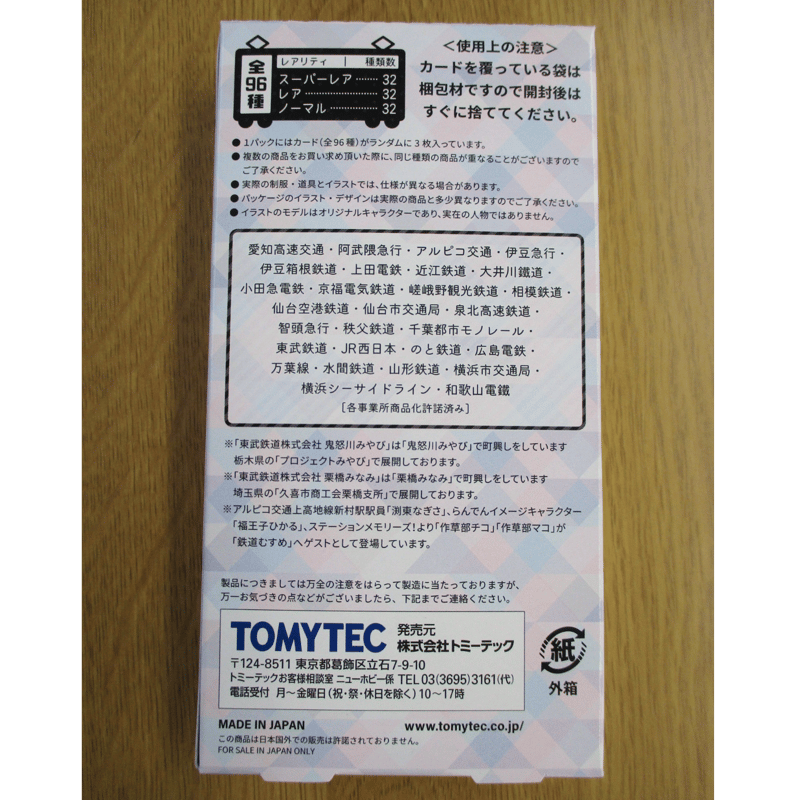 全96種
レアリティ | 種類数
スーパーレア ‥‥‥ 32
レア ‥‥‥‥‥‥‥‥ 32
ノーマル ‥‥‥‥‥‥ 32
<使用上の注意>
カードを覆っている袋は
梱包材ですので開封後は
すぐに捨ててください。
●1パックにはカード(全96種)がランダムに3枚入っています。
●複数の商品をお買い求め頂いた際に、同じ種類の商品が重なることがございますので
ご了承ください。
●実際の制服・道具とイラストでは、仕様が異なる場合があります。
●パッケージのイラスト・デザインは実際の商品と多少異なりますのでご了承ください。
●イラストのモデルはオリジナルキャラクターであり、実在の人物ではありません。
愛知高速交通・阿武隈急行・アルピコ交通・伊豆急行・
伊豆箱根鉄道・上田電鉄・近江鉄道・大井川鐵道・
小田急電鉄・京福電気鉄道・嵯峨野観光鉄道・相模鉄道・
仙台空港鉄道・仙台市交通局・泉北高速鉄道・
智頭急行・秩父鉄道・千葉都市モノレール・
東武鉄道・JR西日本・のと鉄道・広島電鉄・
万葉線・水間鉄道・山形鉄道・横浜市交通局・
横浜シーサイドライン・和歌山電鐵
[各事業所商品化許諾済み]
※「東武鉄道株式会社 鬼怒川みやび」は「鬼怒川みやび」で町興しをしています
栃木県の「プロジェクトみやび」で展開しております。
※「東武鉄道株式会社 栗橋みなみ」は「栗橋みなみ」で町興しをしています
埼玉県の「久喜市商工会栗橋支所」で展開しております。
※アルピコ交通上高地線新村駅駅員「渕東なぎさ」、らんでんイメージキャラクター
「福王子ひかる」、ステーションメモリーズ!より「作草部チコ」「作草部マコ」が
「鉄道むすめ」へゲストとして登場しています。
製品につきましては万全の注意をはらって製造に当たっておりますが、
万一お気づきの点などがございましたら、下記までご連絡ください。
TOMYTEC 発売元 株式会社トミーテック
〒124-8511 東京都葛飾区立石7-9-10
トミーテックお客様相談室 ニューホビー係 TEL 03(3695)3161(代)
電話受付 月~金曜日(祝・祭・休日を除く)10~17時
紙
外箱
MADE IN JAPAN www.tomytec.co.jp/
この商品は日本国外での販売は許諾されておりません。
FOR SALE IN JAPAN ONLY